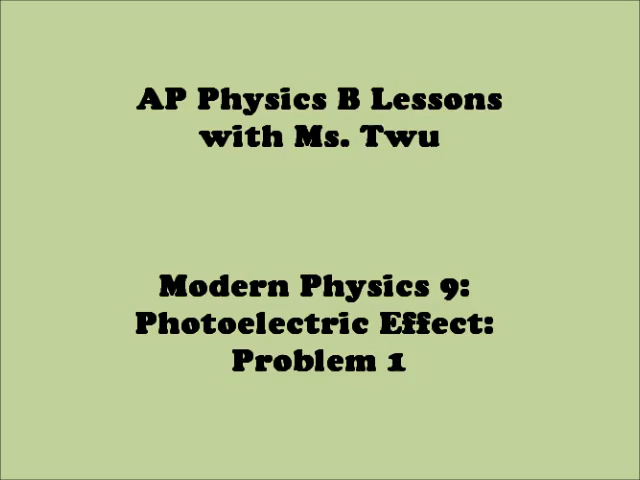 AP Physics B Lessons
with Ms. Twu
Modern Physics 9:
Photoelectric Effect:
Problem 1